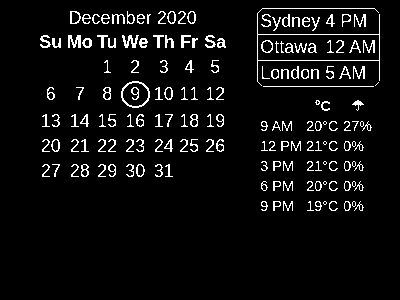 December 2020
Su Mo Tu We Th Fr Sa
1 2 3 4 5
6 7 8 9 10 11 12
13 14 15 16 17 18 19
20 21 22 23 24 25 26
27 28 29 30 31
Sydney 4 PM
Ottawa 12 AM
London 5 AM
°C
9 AM 20°C 27%
12 PM 21°C 0%
3 PM 21°C 0%
6 PM 20°C 0%
9 PM 19°C 0%